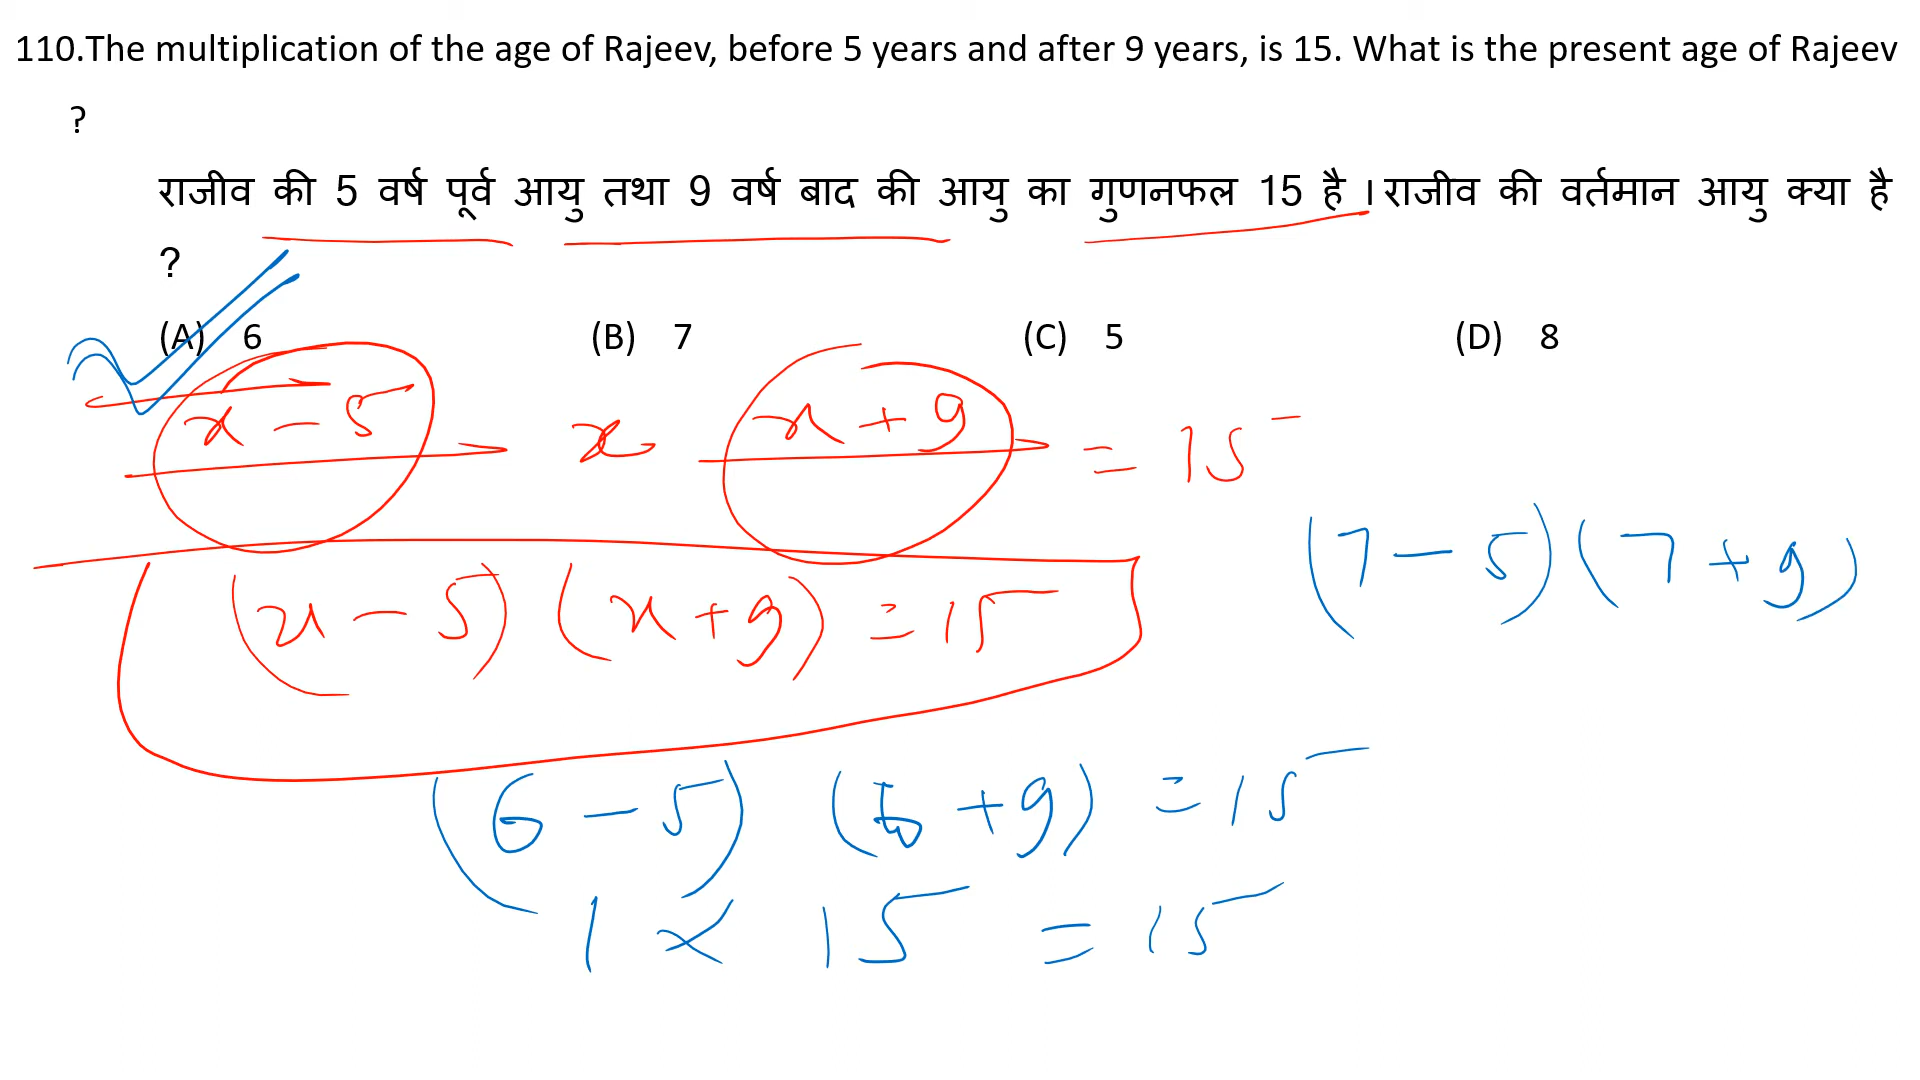 110.The multiplication of the age of Rajeev, before 5 years and after 9 years, is 15. What is the present age of Rajeev
?
राजीव की 5 वर्ष पूर्व आयु तथा 9 वर्ष बाद की आयु का गुणनफल 15 है । राजीव की वर्तमान आयु क्या है
?
(A) 6 (B) 7 (C) 5 (D) 8
x - 5 x x + 9 = 15
(7 - 5) (7 + 9)
(x - 5) (x + 9) = 15
(6 - 5) (6 + 9) = 15
1 × 15 = 15